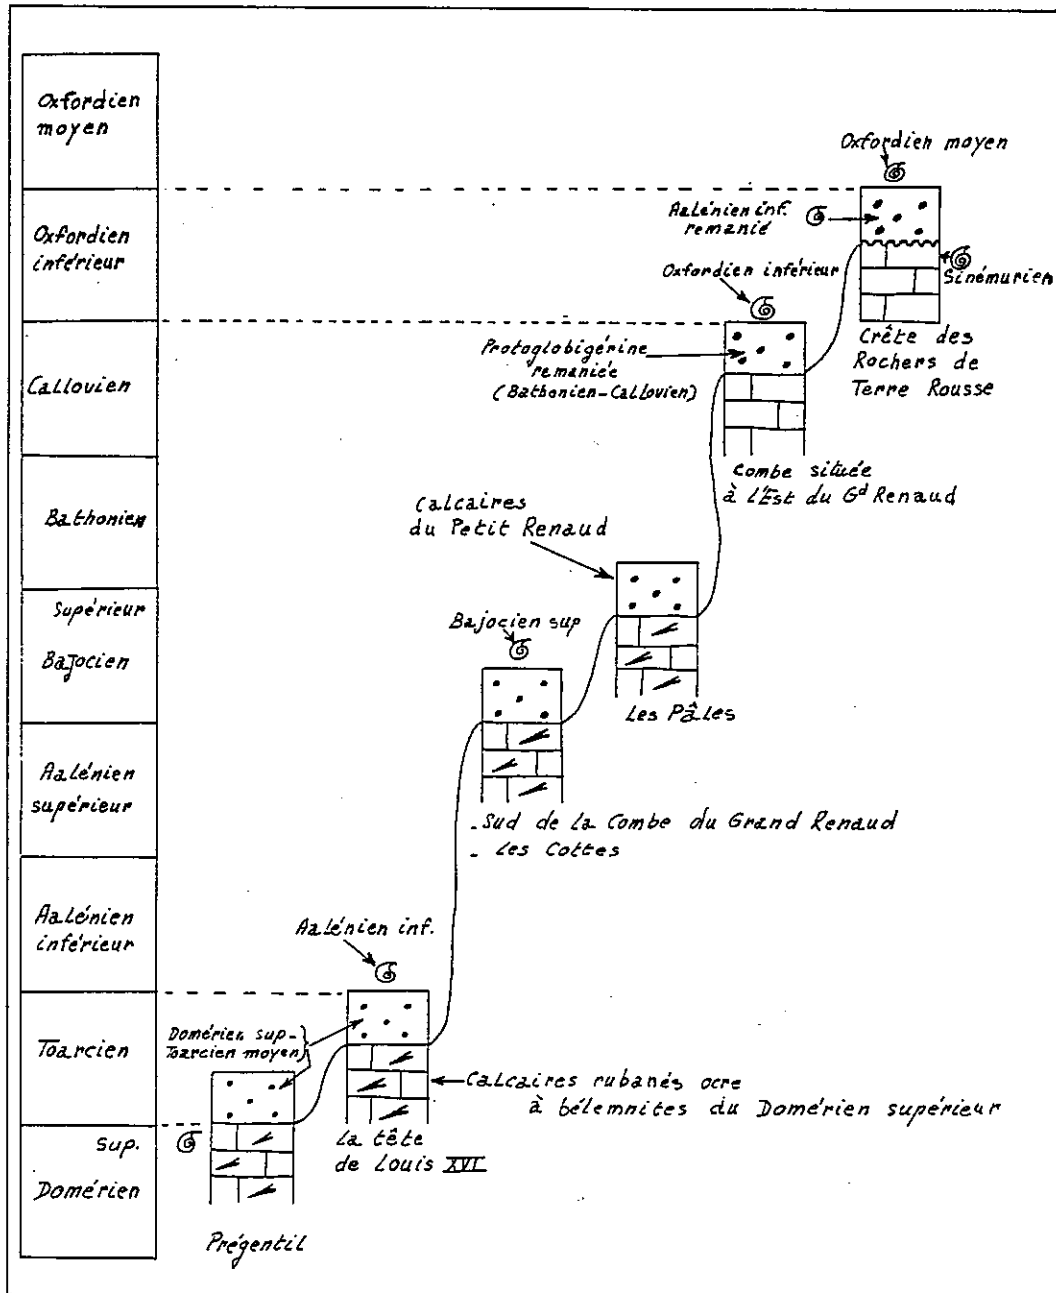 Oxfordien
moyen
Oxfordien
inférieur
Callovien
Bathonien
Supérieur
Bajocien
Aalénien
supérieur
Aalénien
inférieur
Toarcien
sup.
Domérien
Oxfordien moyen
Aalénien inf.
remanié
Sinémurien
Crête des
Rochers de
Terre Rousse
Oxfordien inférieur
Protoglobigérine
remaniée
(Bathonien-Callovien)
Combe située
à l'Est du Gd Renaud
Calcaires
du Petit Renaud
Les Pâles
Bajocien sup
- Sud de la Combe du Grand Renaud
- Les Cottes
Aalénien inf.
Domérien sup-
Toarcien moyen
Calcaires rubanés ocre
à bélemnites du Domérien supérieur
La tête
de Louis XVI
Prégentil